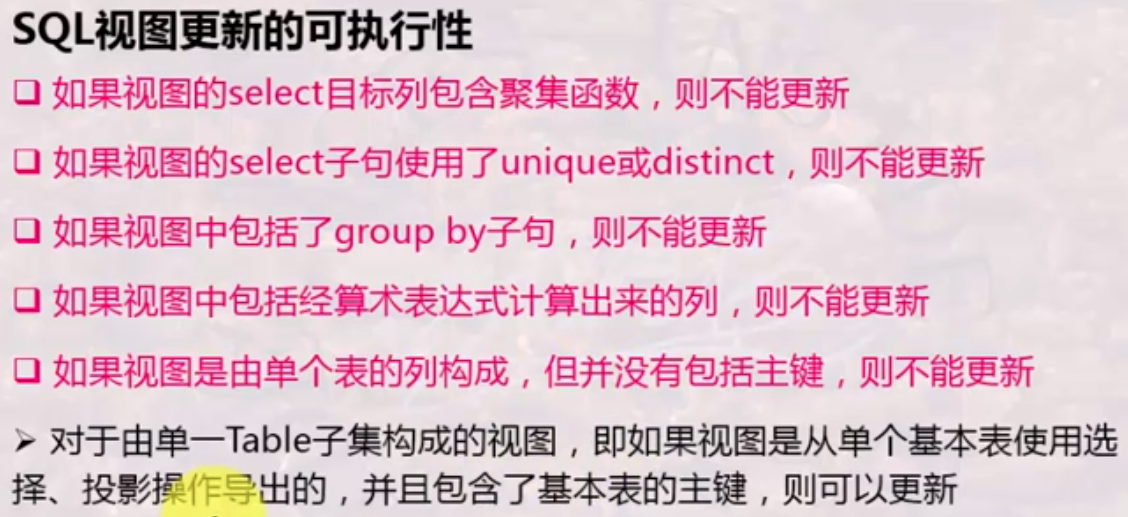 SQL视图更新的可执行性
❑ 如果视图的select目标列包含聚集函数，则不能更新
❑ 如果视图的select子句使用了unique或distinct，则不能更新
❑ 如果视图中包括了group by子句，则不能更新
❑ 如果视图中包括经算术表达式计算出来的列，则不能更新
❑ 如果视图是由单个表的列构成，但并没有包括主键，则不能更新
➢ 对于由单一Table子集构成的视图，即如果视图是从单个基本表使用选
择、投影操作导出的，并且包含了基本表的主键，则可以更新